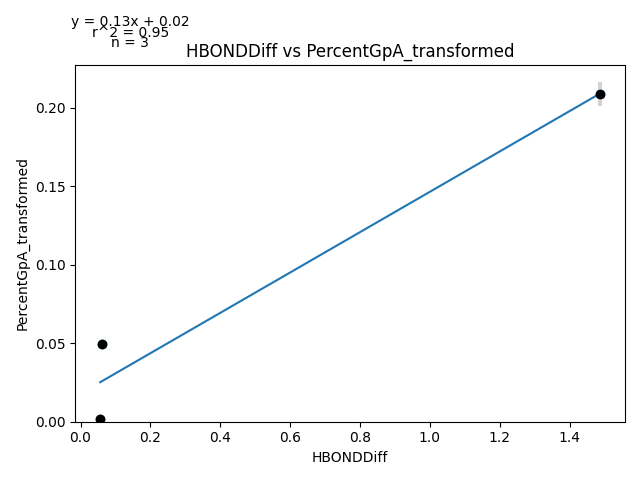 y = 0.13x + 0.02
r^2 = 0.95
n = 3
HBONDDiff vs PercentGpA_transformed
PercentGpA_transformed
0.20
0.15
0.10
0.05
0.00
0.0 0.2 0.4 0.6 0.8 1.0 1.2 1.4
HBONDDiff